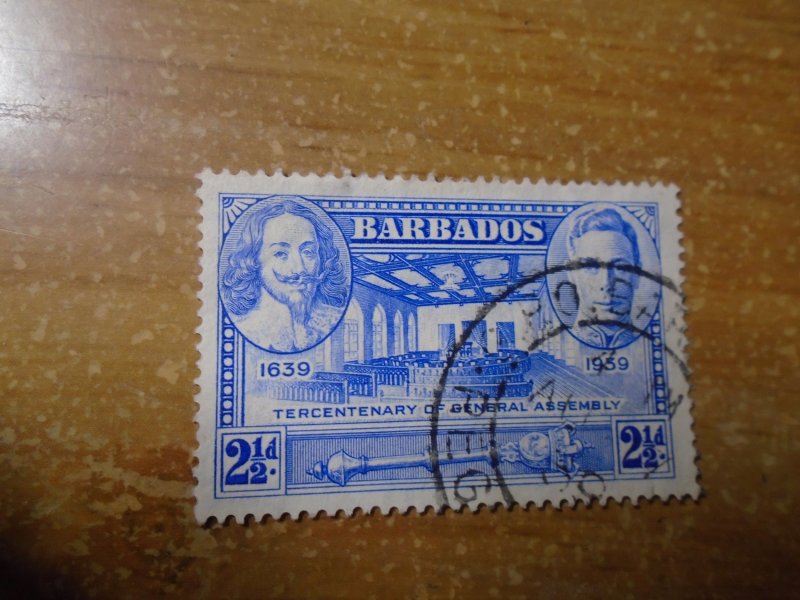 BARBADOS
1639 1939
TERCENTENARY OF GENERAL ASSEMBLY
2½d. 2½d.